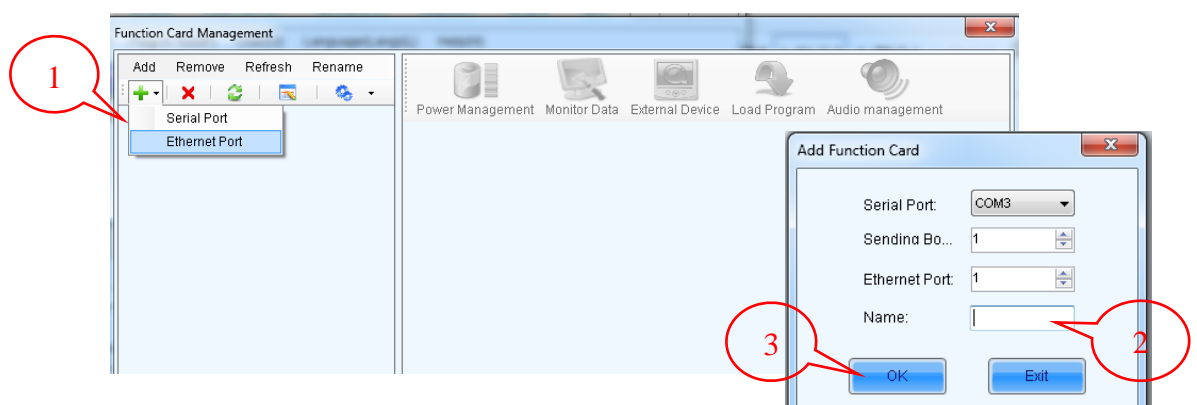 Function Card Management
Add Remove Refresh Rename
Serial Port
Ethernet Port
Power Management Monitor Data External Device Load Program Audio management
1
Add Function Card
Serial Port: COM3
Sending Bo... 1
Ethernet Port: 1
Name:
2
3
OK Exit